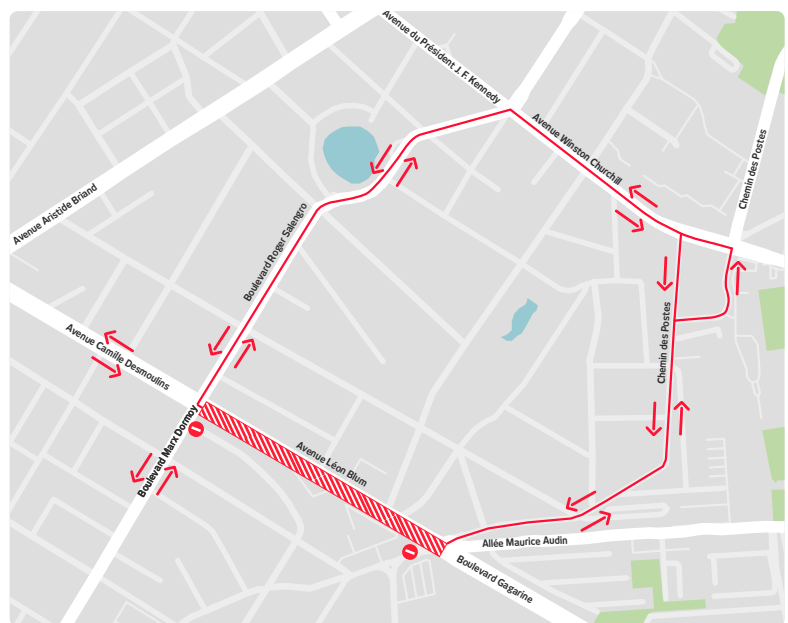 Avenue du Président J. F. Kennedy
Avenue Winston Churchill
Chemin des Postes
Avenue Aristide Briand
Boulevard Roger Salengro
Chemin des Postes
Avenue Camille Desmoulins
Boulevard Marx Dormoy
Avenue Léon Blum
Allée Maurice Audin
Boulevard Gagarine